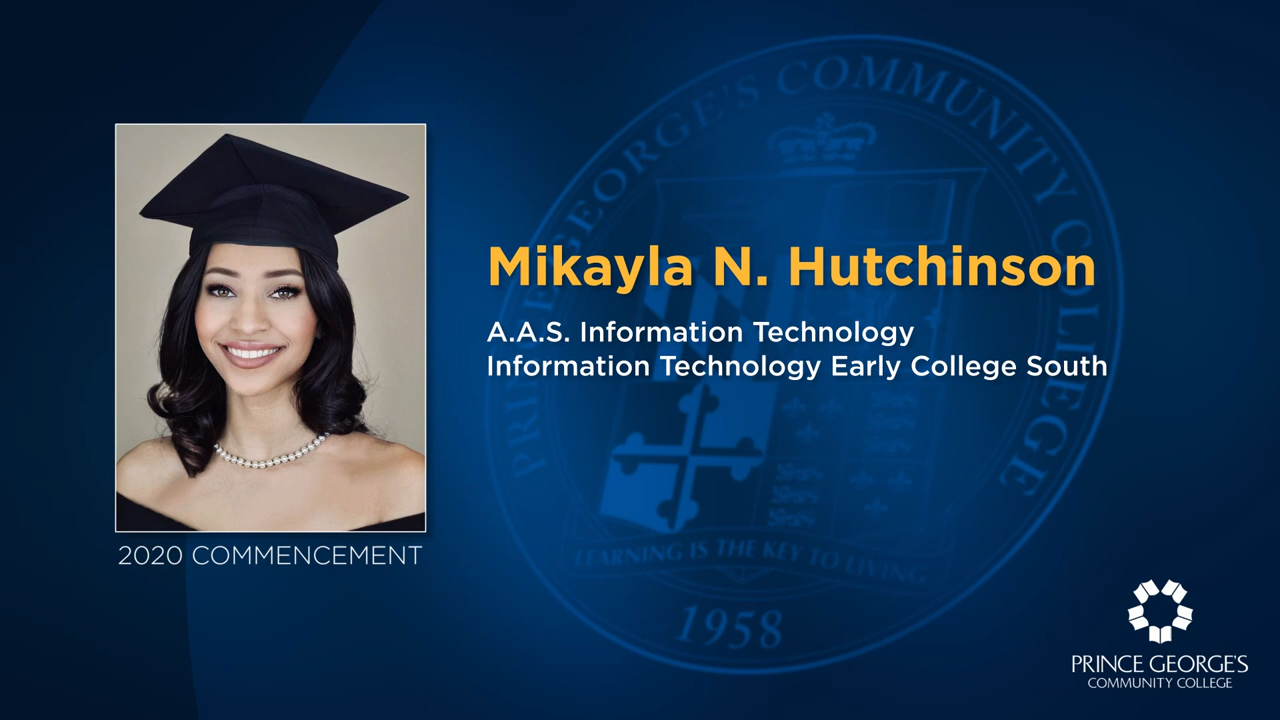 Mikayla N. Hutchinson
A.A.S. Information Technology
Information Technology Early College South
2020 COMMENCEMENT
PRINCE GEORGE'S COMMUNITY COLLEGE
LEARNING IS THE KEY TO LIVING
1958
PRINCE GEORGE'S
COMMUNITY COLLEGE